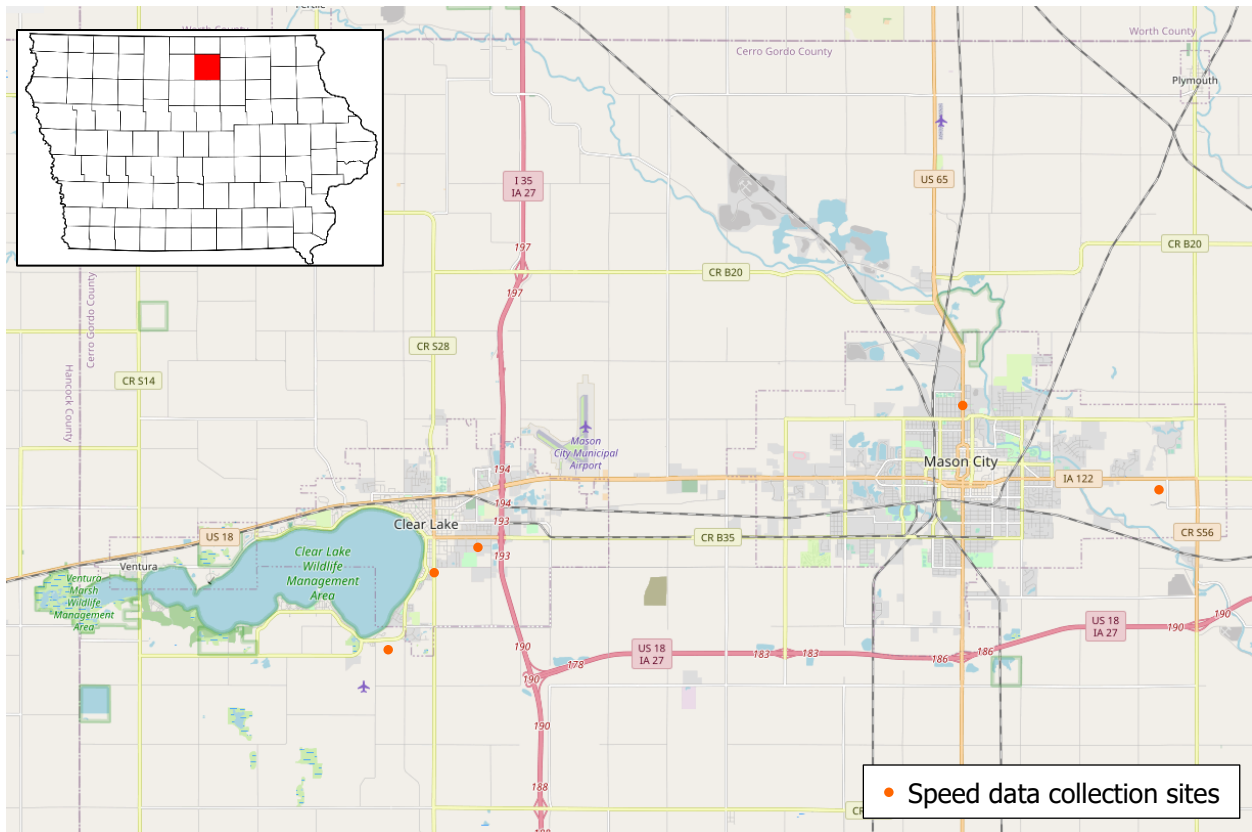 Worth County
Cerro Gordo County
Worth County
Plymouth
I 35
IA 27
US 65
197
CR B20
CR B20
197
Cerro Gordo County
CR S28
CR S14
Hancock County
Mason
City Municipal
Airport
Mason City
194
IA 122
194
Clear Lake
193
US 18
CR B35
CR S56
193
Clear Lake
Wildlife
Management
Area
Ventura
Ventura
Marsh
Wildlife
Management
Area
190
US 18
IA 27
190
190
178
US 18
IA 27
183
183
186
186
190
190
188
Speed data collection sites